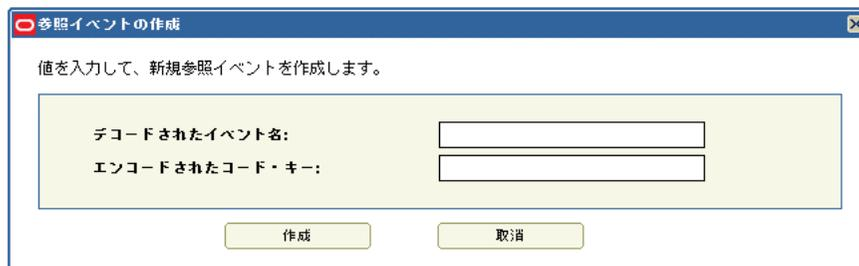 参照イベントの作成
値を入力して、新規参照イベントを作成します。
デコードされたイベント名:
エンコードされたコード・キー:
作成 取消